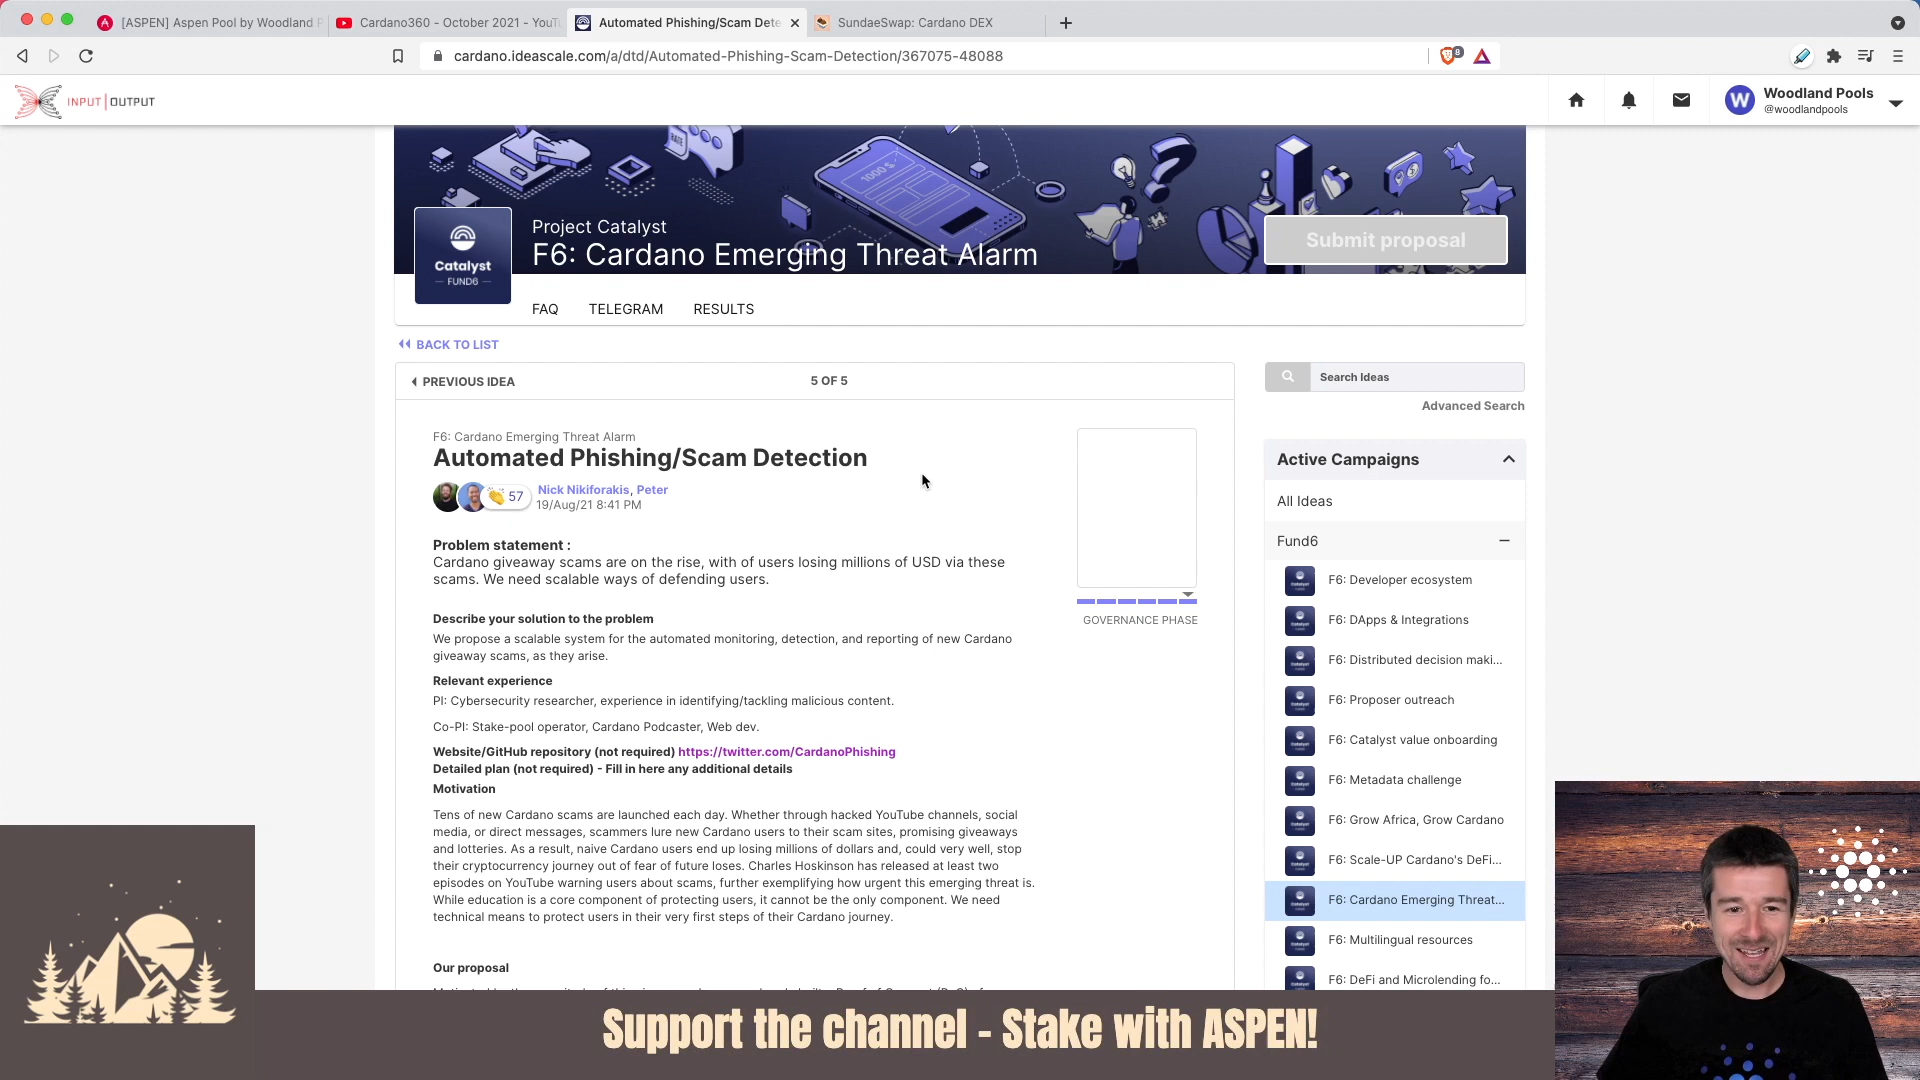 [ASPEN] Aspen Pool by Woodland P
Cardano360 - October 2021 - YouT
Automated Phishing/Scam Dete
SundaeSwap: Cardano DEX
cardano.ideascale.com/a/dtd/Automated-Phishing-Scam-Detection/367075-48088
8
INPUT | OUTPUT
W
Woodland Pools
@woodlandpools
RATE
1000 $
Catalyst
FUND6
Project Catalyst
F6: Cardano Emerging Threat Alarm
Submit proposal
FAQ
TELEGRAM
RESULTS
BACK TO LIST
PREVIOUS IDEA
5 OF 5
Search Ideas
Advanced Search
F6: Cardano Emerging Threat Alarm
Automated Phishing/Scam Detection
57
Nick Nikiforakis, Peter
19/Aug/21 8:41 PM
Problem statement :
Cardano giveaway scams are on the rise, with of users losing millions of USD via these
scams. We need scalable ways of defending users.
Describe your solution to the problem
We propose a scalable system for the automated monitoring, detection, and reporting of new Cardano
giveaway scams, as they arise.
Relevant experience
PI: Cybersecurity researcher, experience in identifying/tackling malicious content.
Co-PI: Stake-pool operator, Cardano Podcaster, Web dev.
Website/GitHub repository (not required) https://twitter.com/CardanoPhishing
Detailed plan (not required) - Fill in here any additional details
Motivation
Tens of new Cardano scams are launched each day. Whether through hacked YouTube channels, social
media, or direct messages, scammers lure new Cardano users to their scam sites, promising giveaways
and lotteries. As a result, naive Cardano users end up losing millions of dollars and, could very well, stop
their cryptocurrency journey out of fear of future loses. Charles Hoskinson has released at least two
episodes on YouTube warning users about scams, further exemplifying how urgent this emerging threat is.
While education is a core component of protecting users, it cannot be the only component. We need
technical means to protect users in their very first steps of their Cardano journey.
Our proposal
GOVERNANCE PHASE
Active Campaigns
All Ideas
Fund6
F6: Developer ecosystem
F6: DApps & Integrations
F6: Distributed decision maki...
F6: Proposer outreach
F6: Catalyst value onboarding
F6: Metadata challenge
F6: Grow Africa, Grow Cardano
F6: Scale-UP Cardano's DeFi...
F6: Cardano Emerging Threat...
F6: Multilingual resources
F6: DeFi and Microlending fo...
Support the channel - Stake with ASPEN!